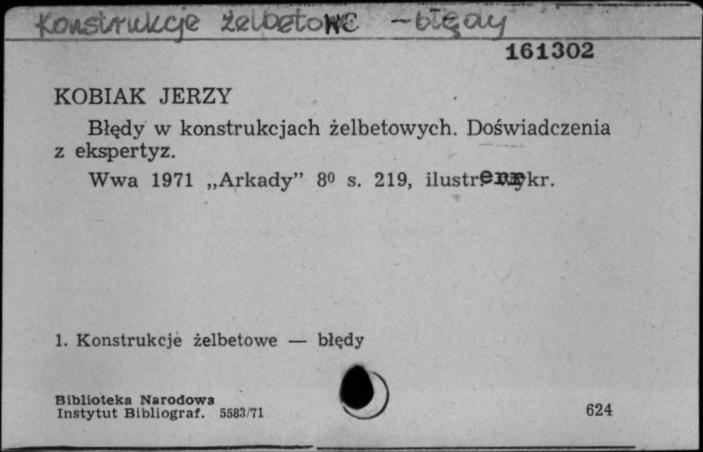 Konstrukcje żelbetowe - błędy
161302
KOBIAK JERZY
Błędy w konstrukcjach żelbetowych. Doświadczenia
z ekspertyz.
Wwa 1971 „Arkady” 8⁰ s. 219, ilustr. wykr.
1. Konstrukcje żelbetowe — błędy
Biblioteka Narodowa
Instytut Bibliograf. 5583/71
624